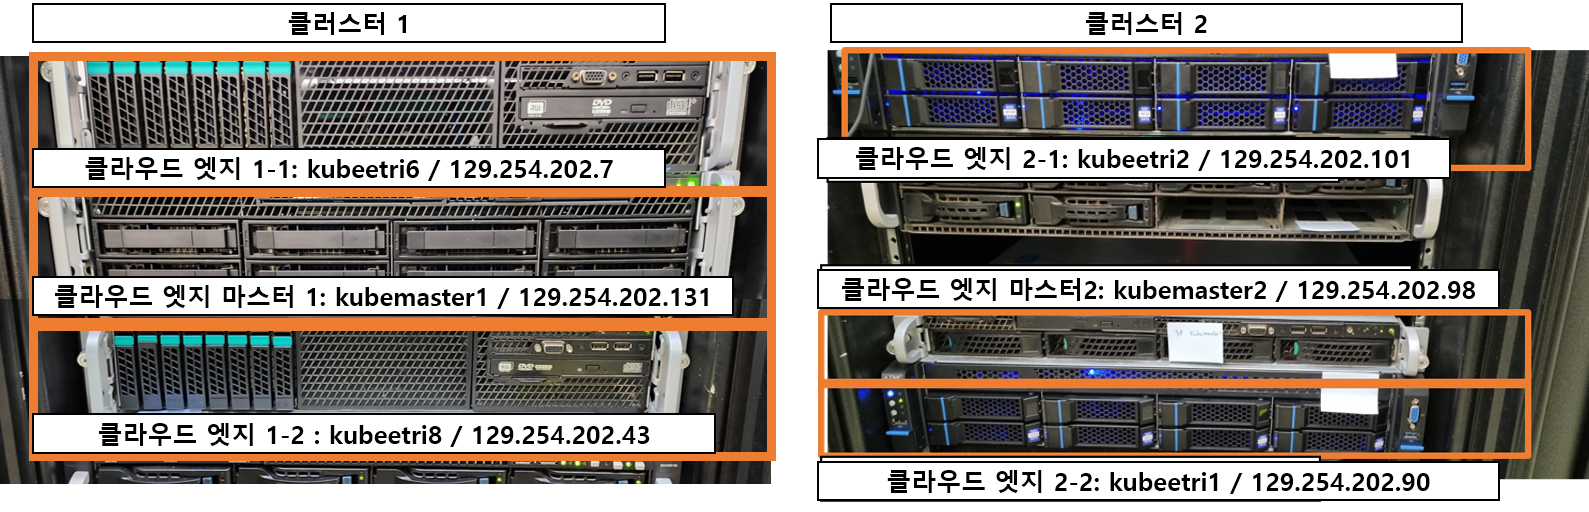 클러스터 1
클라우드 엣지 1-1: kubeetri6 / 129.254.202.7
클라우드 엣지 마스터 1: kubemaster1 / 129.254.202.131
클라우드 엣지 1-2 : kubeetri8 / 129.254.202.43
클러스터 2
클라우드 엣지 2-1: kubeetri2 / 129.254.202.101
클라우드 엣지 마스터2: kubemaster2 / 129.254.202.98
클라우드 엣지 2-2: kubeetri1 / 129.254.202.90